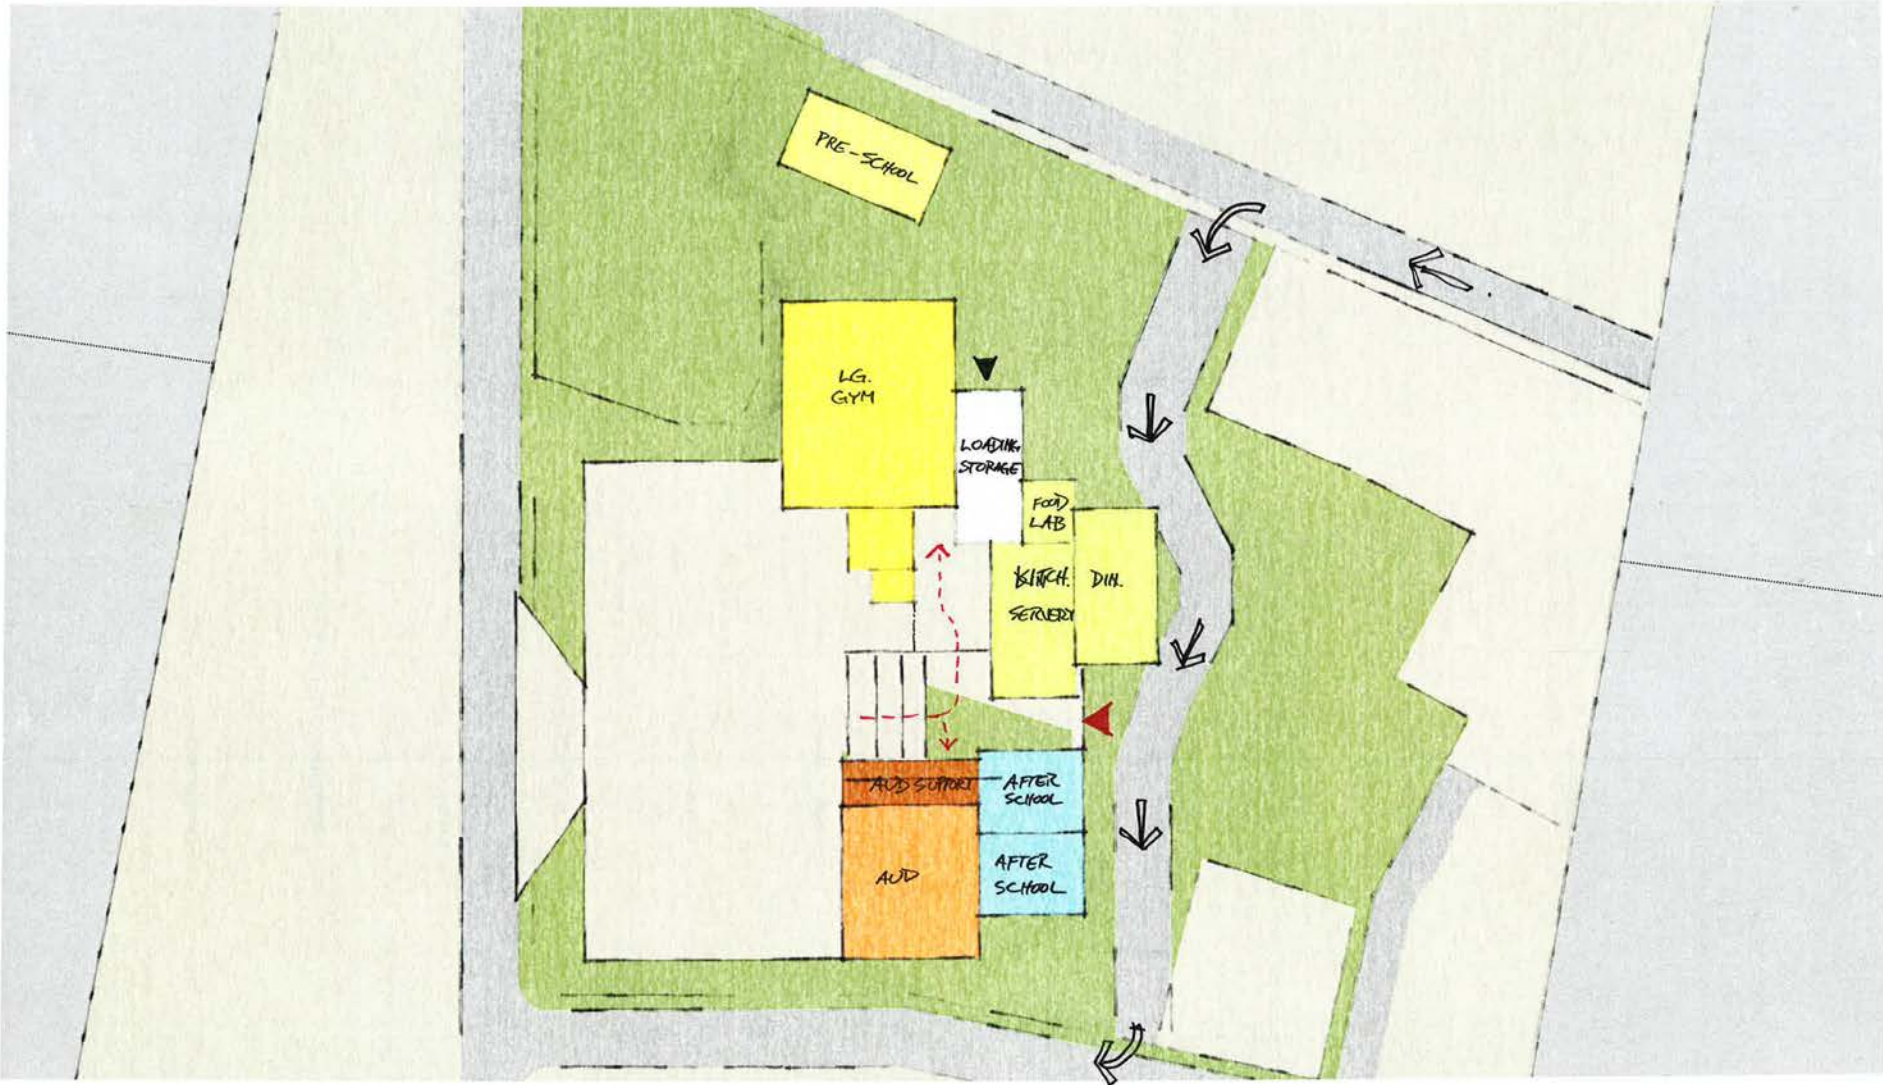 PRE-SCHOOL
LG.
GYM
LOADING
STORAGE
FOOD
LAB
KITCH.
SERVERY
DIN.
AUD SUPPORT
AFTER
SCHOOL
AUD
AFTER
SCHOOL